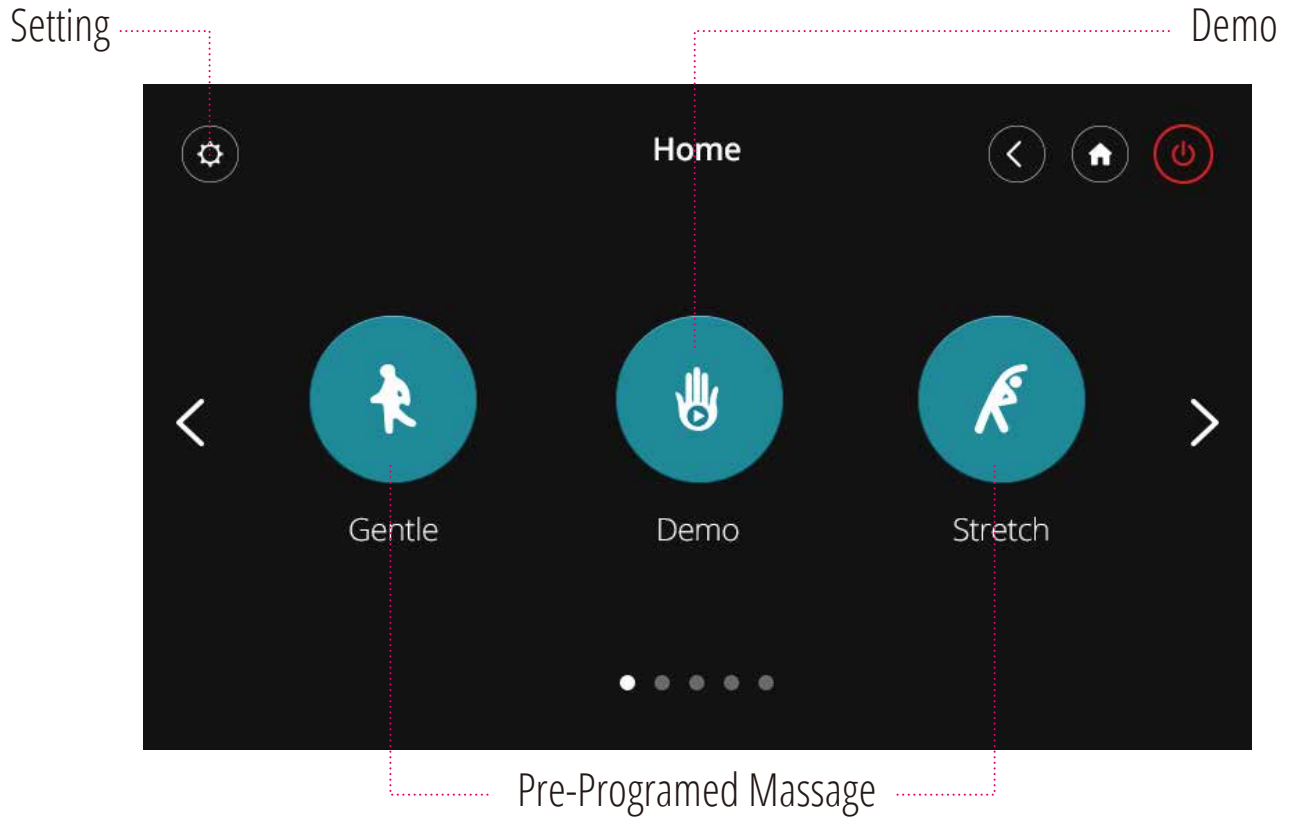 Setting
Demo
Home
Gentle
Demo
Stretch
Pre-Programed Massage